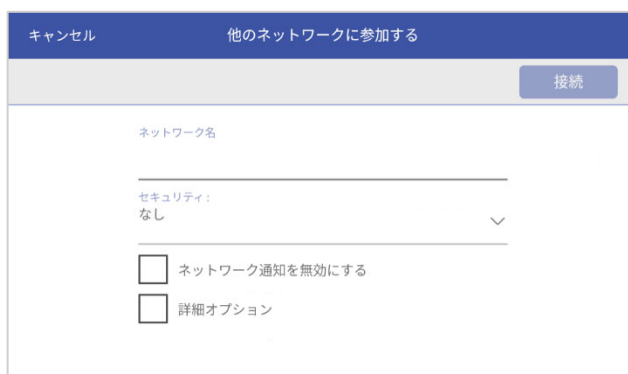 キャンセル
他のネットワークに参加する
接続
ネットワーク名
セキュリティ:
なし
ネットワーク通知を無効にする
詳細オプション